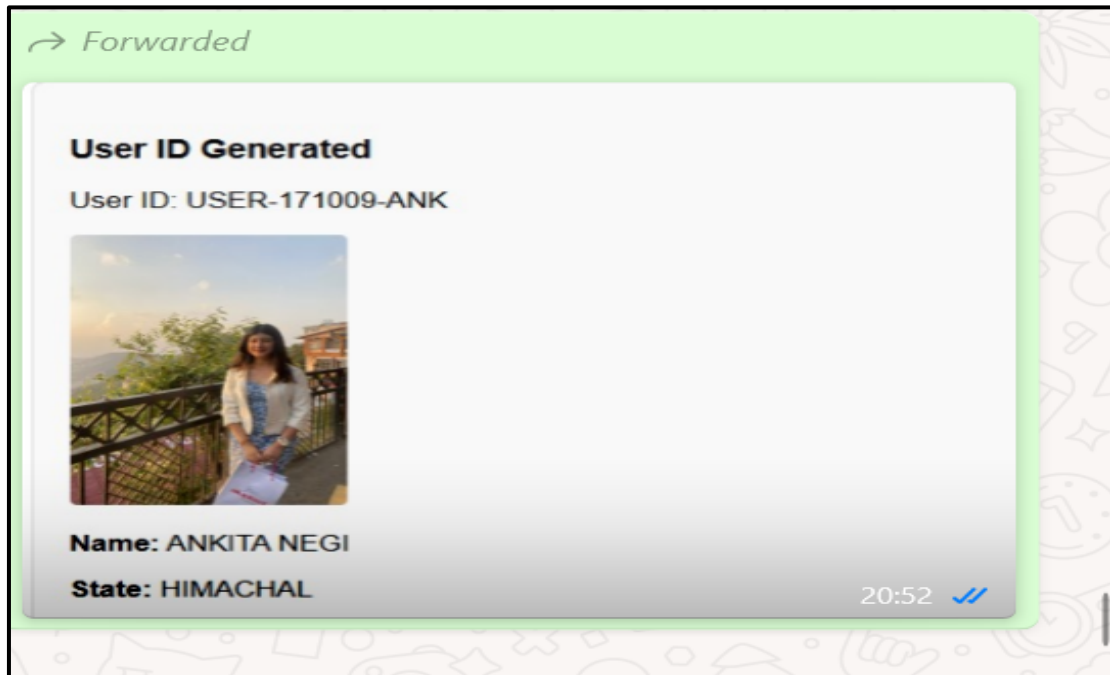 Forwarded
User ID Generated
User ID: USER-171009-ANK
Name: ANKITA NEGI
State: HIMACHAL
20:52